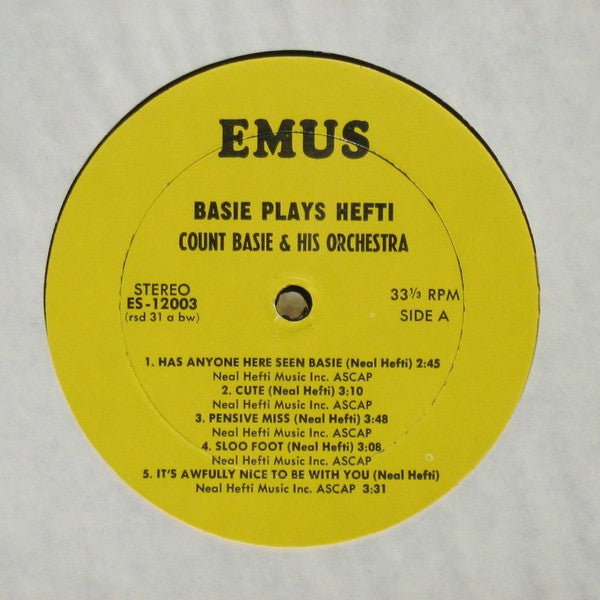 EMUS
BASIE PLAYS HEFTI
COUNT BASIE & HIS ORCHESTRA
STEREO
ES-12003
(rsd 31 a bw)
33⅓ RPM
SIDE A
1. HAS ANYONE HERE SEEN BASIE (Neal Hefti) 2:45
Neal Hefti Music Inc. ASCAP
2. CUTE (Neal Hefti) 3:10
Neal Hefti Music Inc. ASCAP
3. PENSIVE MISS (Neal Hefti) 3:48
Neal Hefti Music Inc. ASCAP
4. SLOO FOOT (Neal Hefti) 3:08
Neal Hefti Music Inc. ASCAP
5. IT'S AWFULLY NiCE TO BE WITH YOU (Neal Hefti)
Neal Hefti Music Inc. ASCAP 3:31